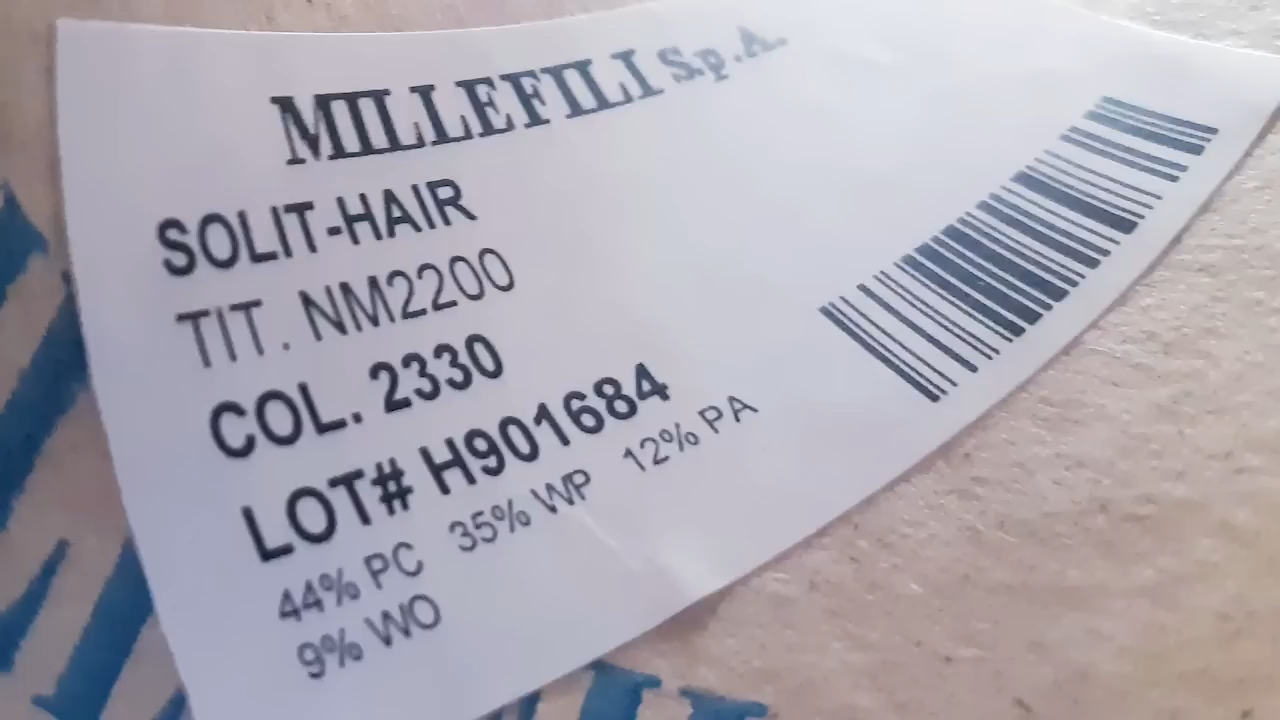 MILLEFILI S.p.A.
SOLIT-HAIR
TIT. NM2200
COL. 2330
LOT# H901684
44% PC 35% WP 12% PA
9% WO